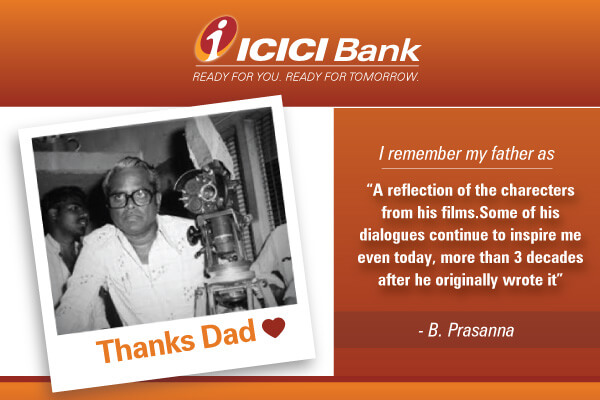 i ICICI Bank
READY FOR YOU. READY FOR TOMORROW.
Thanks Dad
I remember my father as
“A reflection of the charecters
from his films.Some of his
dialogues continue to inspire me
even today, more than 3 decades
after he originally wrote it”
- B. Prasanna